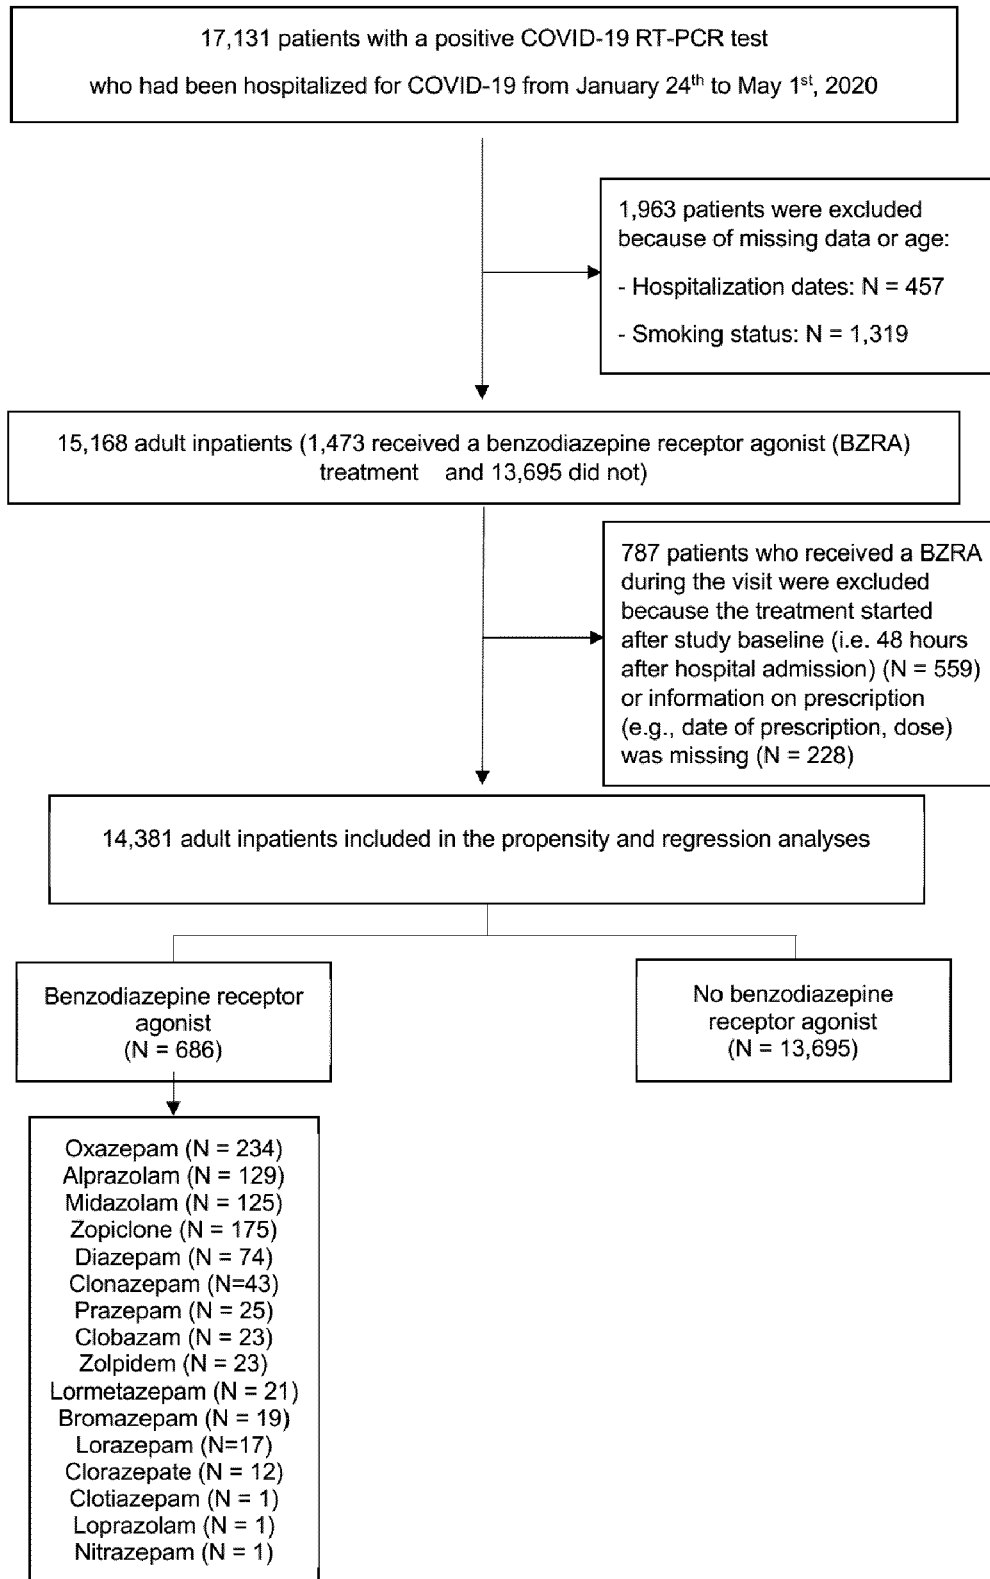 17,131 patients with a positive COVID-19 RT-PCR test
who had been hospitalized for COVID-19 from January 24th to May 1st, 2020
1,963 patients were excluded
because of missing data or age:
- Hospitalization dates: N = 457
- Smoking status: N = 1,319
15,168 adult inpatients (1,473 received a benzodiazepine receptor agonist (BZRA)
treatment and 13,695 did not)
787 patients who received a BZRA
during the visit were excluded
because the treatment started
after study baseline (i.e. 48 hours
after hospital admission) (N = 559)
or information on prescription
(e.g., date of prescription, dose)
was missing (N = 228)
14,381 adult inpatients included in the propensity and regression analyses
Benzodiazepine receptor
agonist
(N = 686)
No benzodiazepine
receptor agonist
(N = 13,695)
Oxazepam (N = 234)
Alprazolam (N = 129)
Midazolam (N = 125)
Zopiclone (N = 175)
Diazepam (N = 74)
Clonazepam (N=43)
Prazepam (N = 25)
Clobazam (N = 23)
Zolpidem (N = 23)
Lormetazepam (N = 21)
Bromazepam (N = 19)
Lorazepam (N=17)
Clorazepate (N = 12)
Clotiazepam (N = 1)
Loprazolam (N = 1)
Nitrazepam (N = 1)